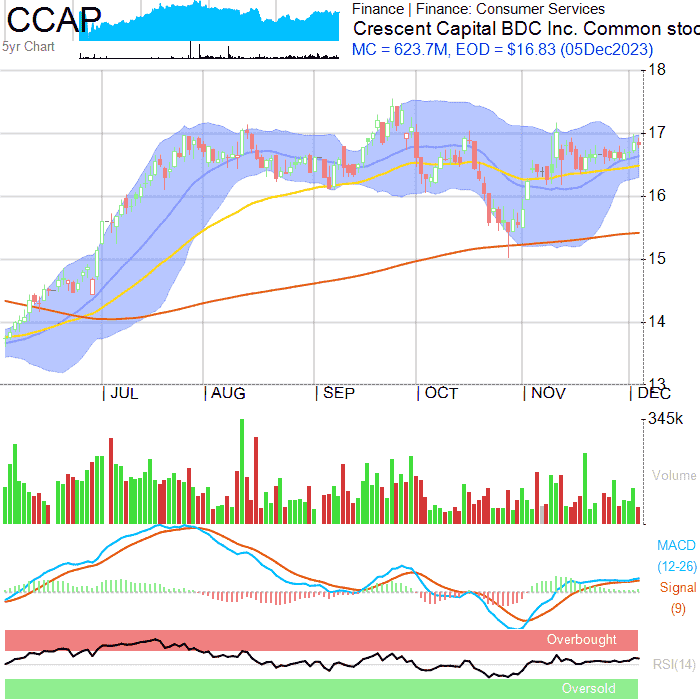 CCAP
5yr Chart
Finance | Finance: Consumer Services
Crescent Capital BDC Inc. Common stoc
MC = 623.7M, EOD = $16.83 (05Dec2023)
18
17
16
15
14
13
JUL
AUG
SEP
OCT
NOV
DEC
345k
Volume
MACD
(12-26)
Signal
(9)
Overbought
RSI(14)
Oversold